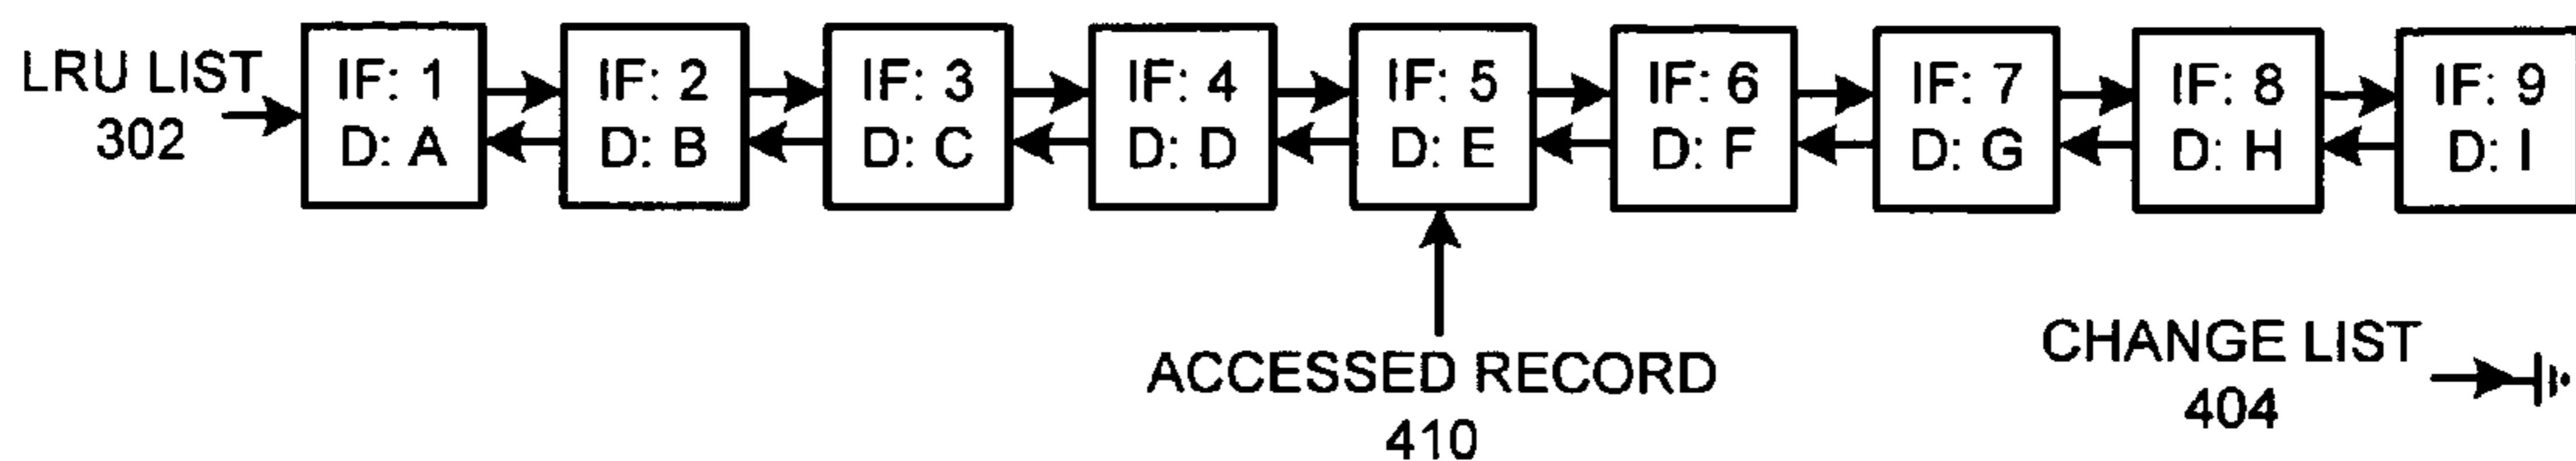 LRU LIST
302
IF: 1
D: A
IF: 2
D: B
IF: 3
D: C
IF: 4
D: D
IF: 5
D: E
IF: 6
D: F
IF: 7
D: G
IF: 8
D: H
IF: 9
D: I
ACCESSED RECORD
410
CHANGE LIST
404